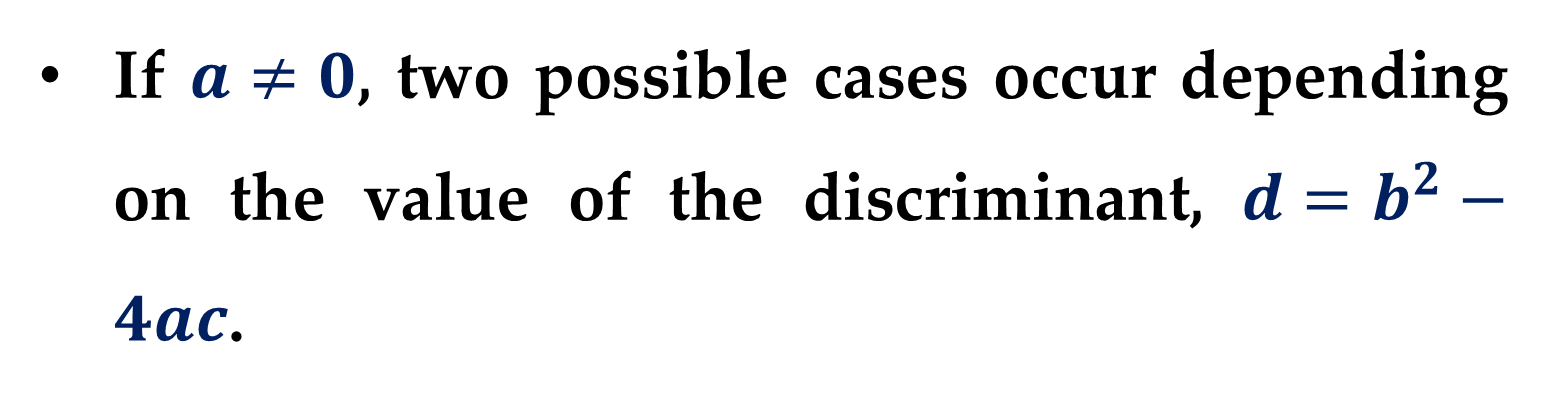 • If a ≠ 0, two possible cases occur depending
on the value of the discriminant, d = b² −
4ac.